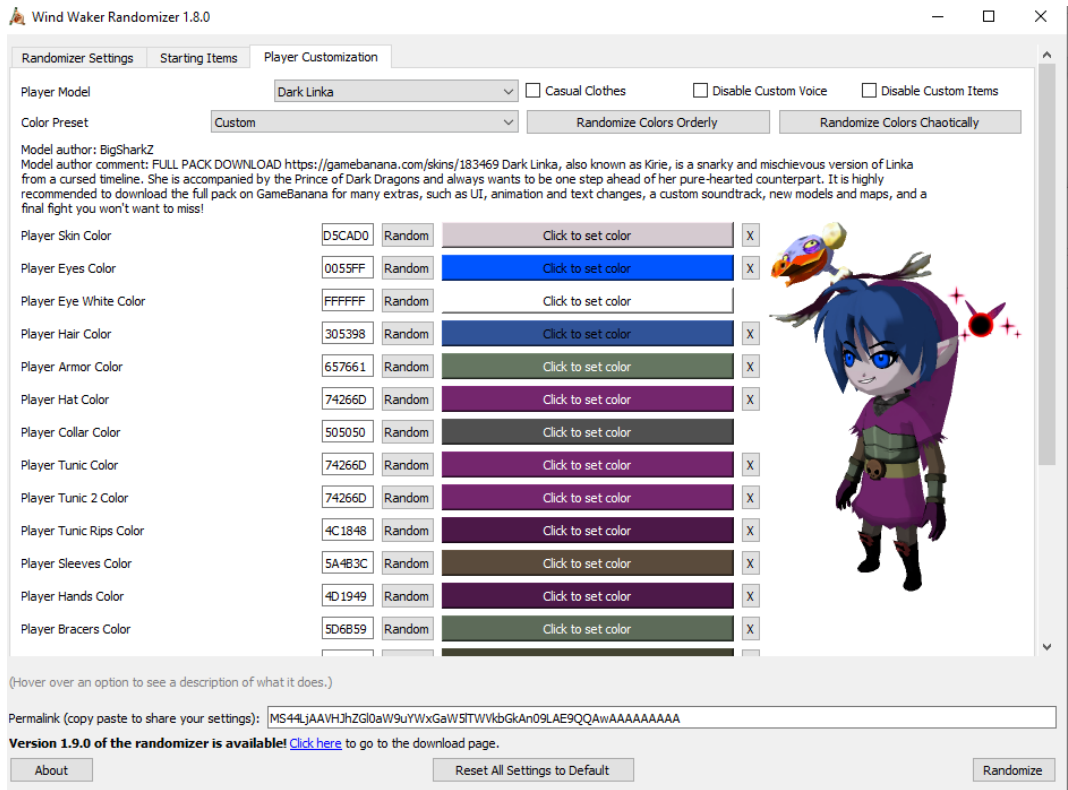 Wind Waker Randomizer 1.8.0
Randomizer Settings Starting Items Player Customization
Player Model Dark Linka Casual Clothes Disable Custom Voice Disable Custom Items
Color Preset Custom Randomize Colors Orderly Randomize Colors Chaotically
Model author: BigSharkZ
Model author comment: FULL PACK DOWNLOAD https://gamebanana.com/skins/183469 Dark Linka, also known as Kirie, is a snarky and mischievous version of Linka
from a cursed timeline. She is accompanied by the Prince of Dark Dragons and always wants to be one step ahead of her pure-hearted counterpart. It is highly
recommended to download the full pack on GameBanana for many extras, such as UI, animation and text changes, a custom soundtrack, new models and maps, and a
final fight you won't want to miss!
Player Skin Color D5CAD0 Random Click to set color X
Player Eyes Color 0055FF Random Click to set color X
Player Eye White Color FFFFFF Random Click to set color
Player Hair Color 305398 Random Click to set color X
Player Armor Color 657661 Random Click to set color X
Player Hat Color 74266D Random Click to set color X
Player Collar Color 505050 Random Click to set color
Player Tunic Color 74266D Random Click to set color X
Player Tunic 2 Color 74266D Random Click to set color X
Player Tunic Rips Color 4C1848 Random Click to set color X
Player Sleeves Color 5A4B3C Random Click to set color X
Player Hands Color 4D1949 Random Click to set color X
Player Bracers Color 5D6B59 Random Click to set color X
(Hover over an option to see a description of what it does.)
Permalink (copy paste to share your settings): MS44LjAAVHJhZGl0aW9uYWxGaW5lTWVkbGkAn09LAE9QQAwAAAAAAAAA
Version 1.9.0 of the randomizer is available! Click here to go to the download page.
About Reset All Settings to Default Randomize